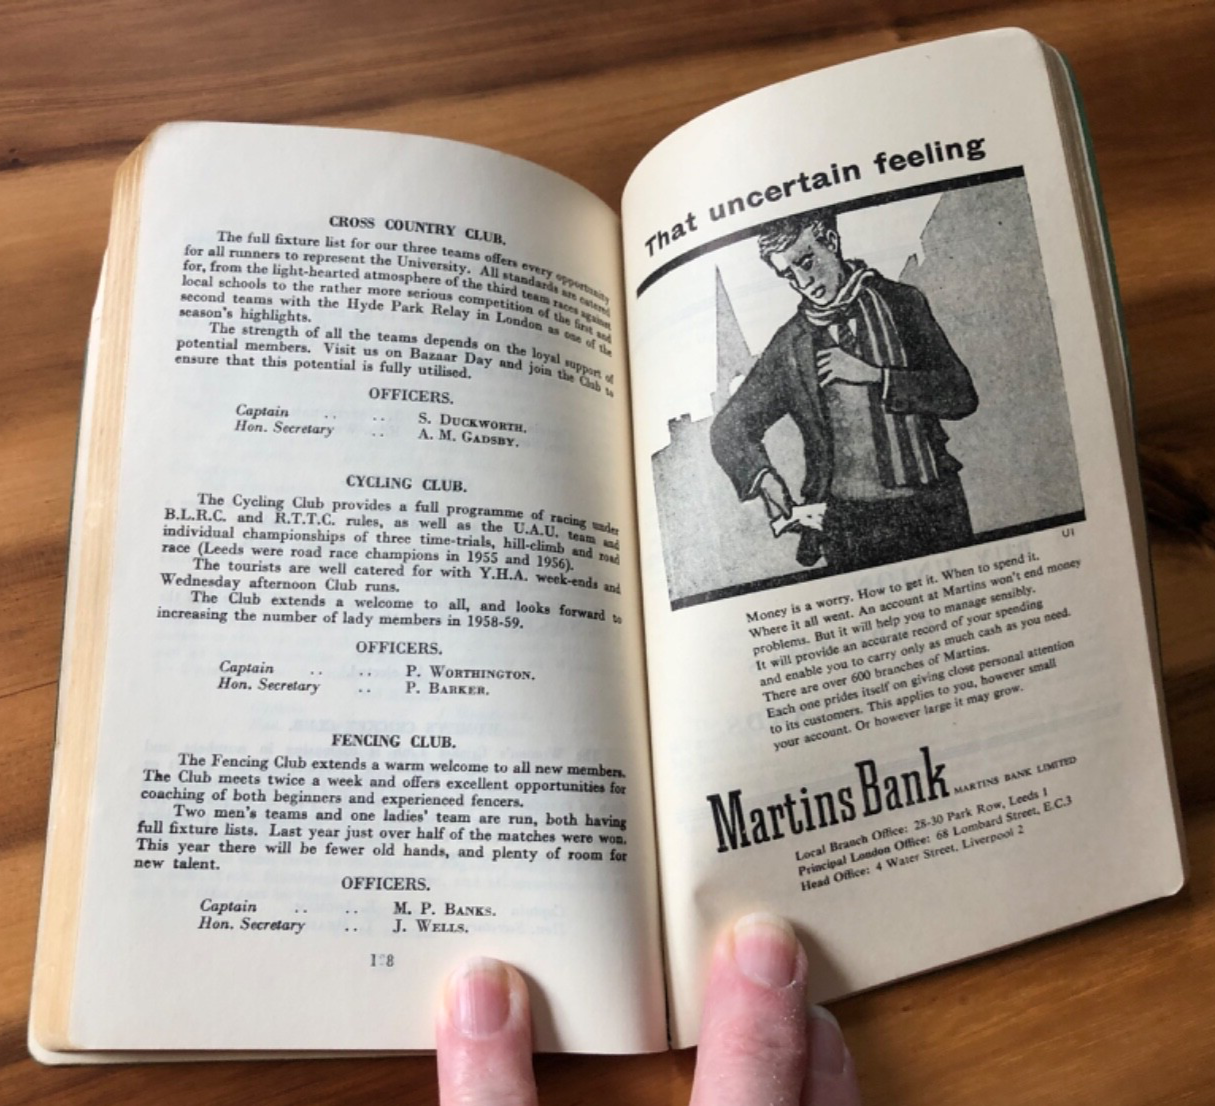 CROSS COUNTRY CLUB.
The full fixture list for our three teams offers every opportunity
for all runners to represent the University. All standards are catered
for, from the light-hearted atmosphere of the third team races against
local schools to the rather more serious competition of the first and
second teams with the Hyde Park Relay in London as one of the
season's highlights.
The strength of all the teams depends on the loyal support of
potential members. Visit us on Bazaar Day and join the Club to
ensure that this potential is fully utilised.
OFFICERS.
Captain .. .. S. DUCKWORTH.
Hon. Secretary .. A. M. GADSBY.
CYCLING CLUB.
The Cycling Club provides a full programme of racing under
B.L.R.C. and R.T.T.C. rules, as well as the U.A.U. team and
individual championships of three time-trials, hill-climb and road
race (Leeds were road race champions in 1955 and 1956).
The tourists are well catered for with Y.H.A. week-ends and
Wednesday afternoon Club runs.
The Club extends a welcome to all, and looks forward to
increasing the number of lady members in 1958-59.
OFFICERS.
Captain .. .. P. WORTHINGTON.
Hon. Secretary .. P. BARKER.
FENCING CLUB.
The Fencing Club extends a warm welcome to all new members.
The Club meets twice a week and offers excellent opportunities for
coaching of both beginners and experienced fencers.
Two men's teams and one ladies' team are run, both having
full fixture lists. Last year just over half of the matches were won.
This year there will be fewer old hands, and plenty of room for
new talent.
OFFICERS.
Captain .. .. M. P. BANKS.
Hon. Secretary .. J. WELLS.
That uncertain feeling
U1
Money is a worry. How to get it. When to spend it.
Where it all went. An account at Martins won't end money
problems. But it will help you to manage sensibly.
It will provide an accurate record of your spending
and enable you to carry only as much cash as you need.
There are over 600 branches of Martins.
Each one prides itself on giving close personal attention
to its customers. This applies to you, however small
your account. Or however large it may grow.
Martins Bank MARTINS BANK LIMITED
Local Branch Office: 28-30 Park Row, Leeds 1
Principal London Office: 68 Lombard Street, E.C.3
Head Office: 4 Water Street, Liverpool 2